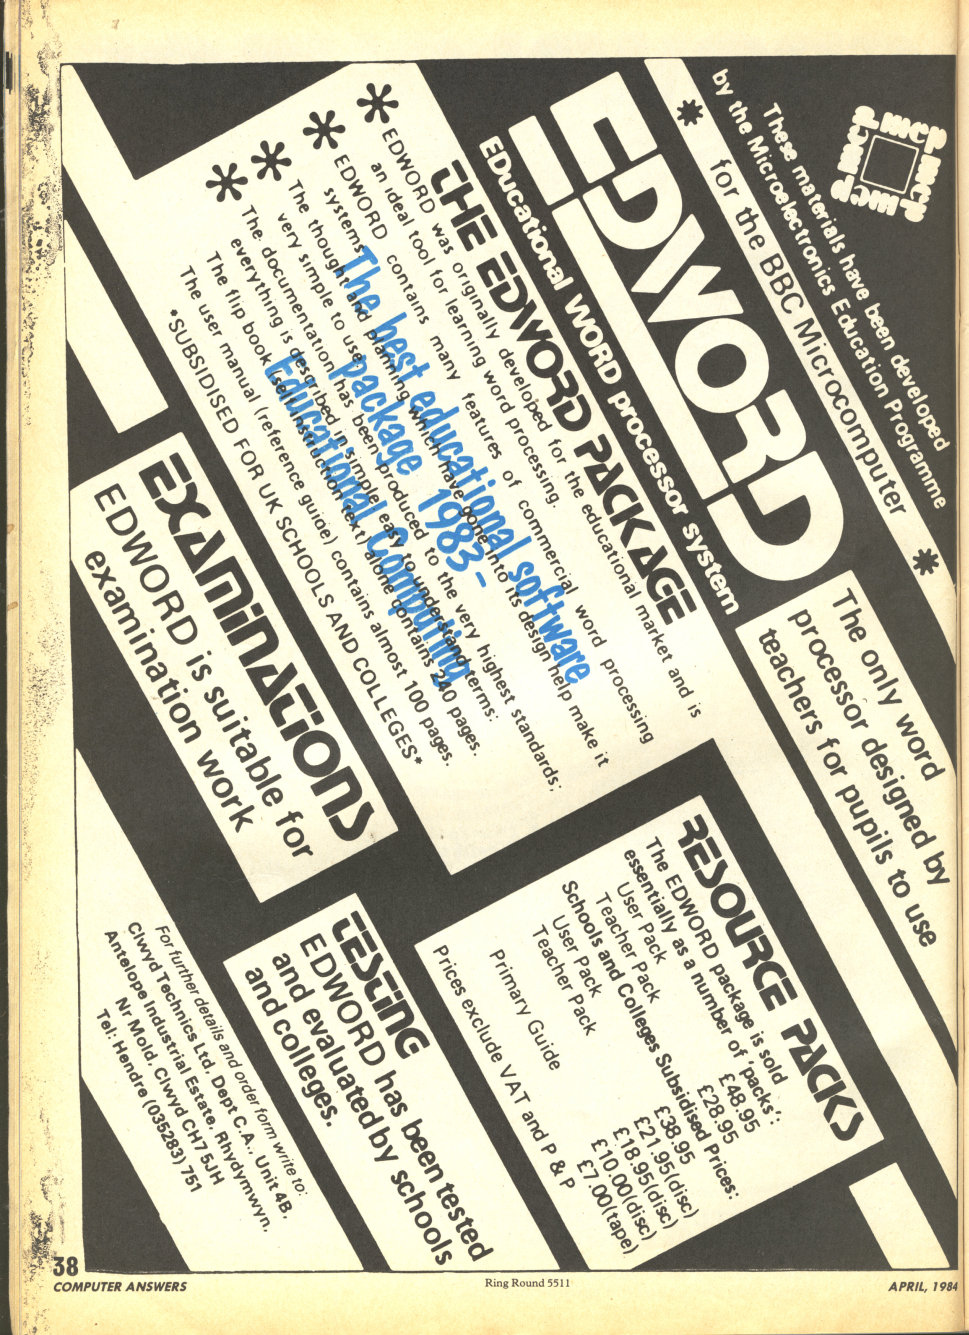 mcp mcp mcp mcp
These materials have been developed
by the Microelectronics Education Programme
* for the BBC Microcomputer *
EDWORD
EDucational WORD processor system
The only word
processor designed by
teachers for pupils to use
THE EDWORD PACKAGE
* EDWORD was originally developed for the educational market and is
an ideal tool for learning word processing.
* EDWORD contains many features of commercial word processing
systems.
* The thought and planning which have gone into its design help make it
very simple to use.
* The documentation has been produced to the very highest standards;
everything is described in simple easy to understand terms:
The flip book (self instruction text) alone contains 240 pages.
The user manual (reference guide) contains almost 100 pages.
*SUBSIDISED FOR UK SCHOOLS AND COLLEGES*
The best educational software
package 1983 -
Educational Computing
RESOURCE PACKS
The EDWORD package is sold
essentially as a number of 'packs':
User Pack £48.95
Teacher Pack £28.95
Schools and Colleges Subsidised Prices:
User Pack £38.95
Teacher Pack £21.95(disc)
£18.95(disc)
Primary Guide £10.00(disc)
£7.00(tape)
Prices exclude VAT and P & P
EXAMINATIONS
EDWORD is suitable for
examination work
TESTING
EDWORD has been tested
and evaluated by schools
and colleges.
For further details and order form write to:
Clwyd Technics Ltd. Dept C.A., Unit 4B,
Antelope Industrial Estate, Rhydymwyn,
Nr Mold, Clwyd CH7 5JH
Tel: Hendre (035283) 751
38
COMPUTER ANSWERS
Ring Round 5511
APRIL, 1984